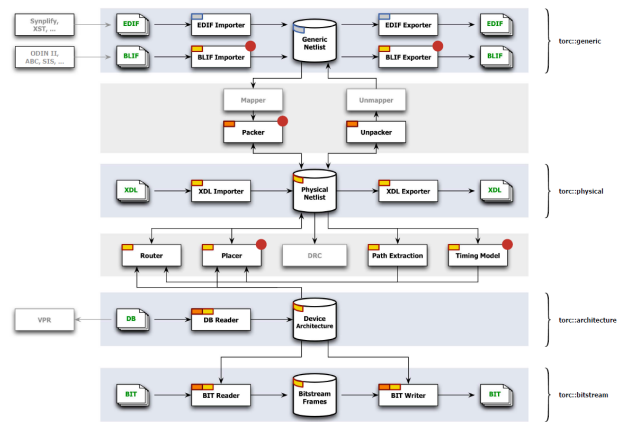 Synplify,
XST, ...
EDIF
EDIF Importer
Generic
Netlist
EDIF Exporter
EDIF
torc::generic
ODIN II,
ABC, SIS, ...
BLIF
BLIF Importer
BLIF Exporter
BLIF
Mapper
Unmapper
Packer
Unpacker
XDL
XDL Importer
Physical
Netlist
XDL Exporter
XDL
torc::physical
Router
Placer
DRC
Path Extraction
Timing Model
VPR
DB
DB Reader
Device
Architecture
torc::architecture
BIT
BIT Reader
Bitstream
Frames
BIT Writer
BIT
torc::bitstream